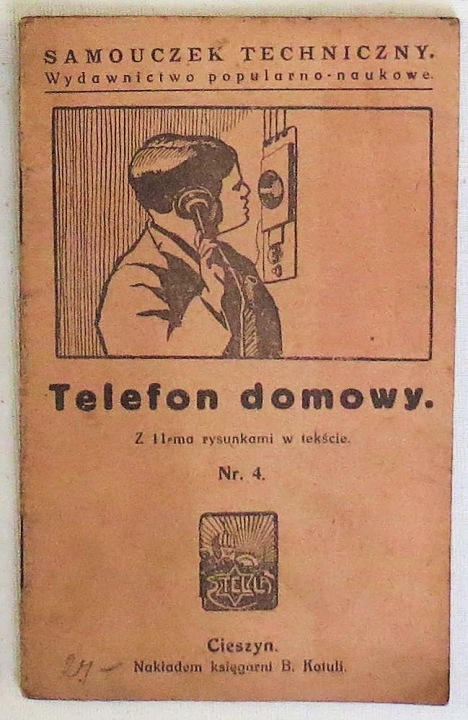 SAMOUCZEK TECHNICZNY.
Wydawnictwo popularno-naukowe.
Telefon domowy.
Z 11-ma rysunkami w tekście.
Nr. 4.
STELLA
Cieszyn.
Nakładem księgarni B. Kotuli.